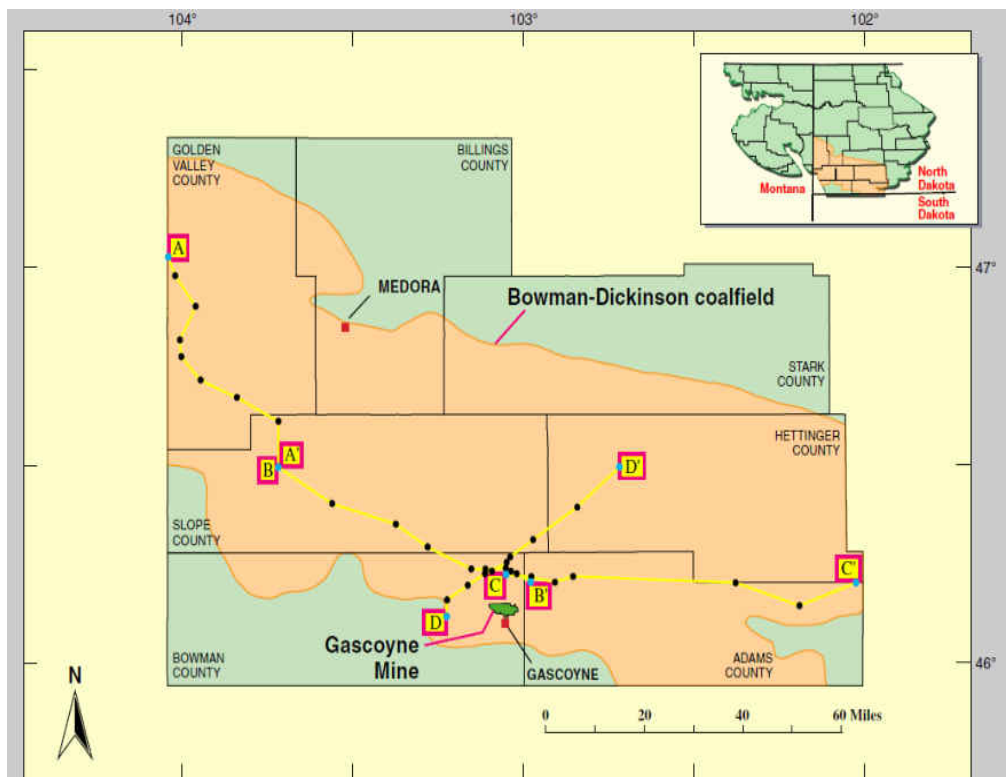 104°
103°
102°
GOLDEN
VALLEY
COUNTY
BILLINGS
COUNTY
Montana
North
Dakota
South
Dakota
A
47°
MEDORA
Bowman-Dickinson coalfield
STARK
COUNTY
HETTINGER
COUNTY
A'
B
D'
SLOPE
COUNTY
C
B'
C'
D
Gascoyne
Mine
GASCOYNE
BOWMAN
COUNTY
ADAMS
COUNTY
46°
N
0 20 40 60 Miles